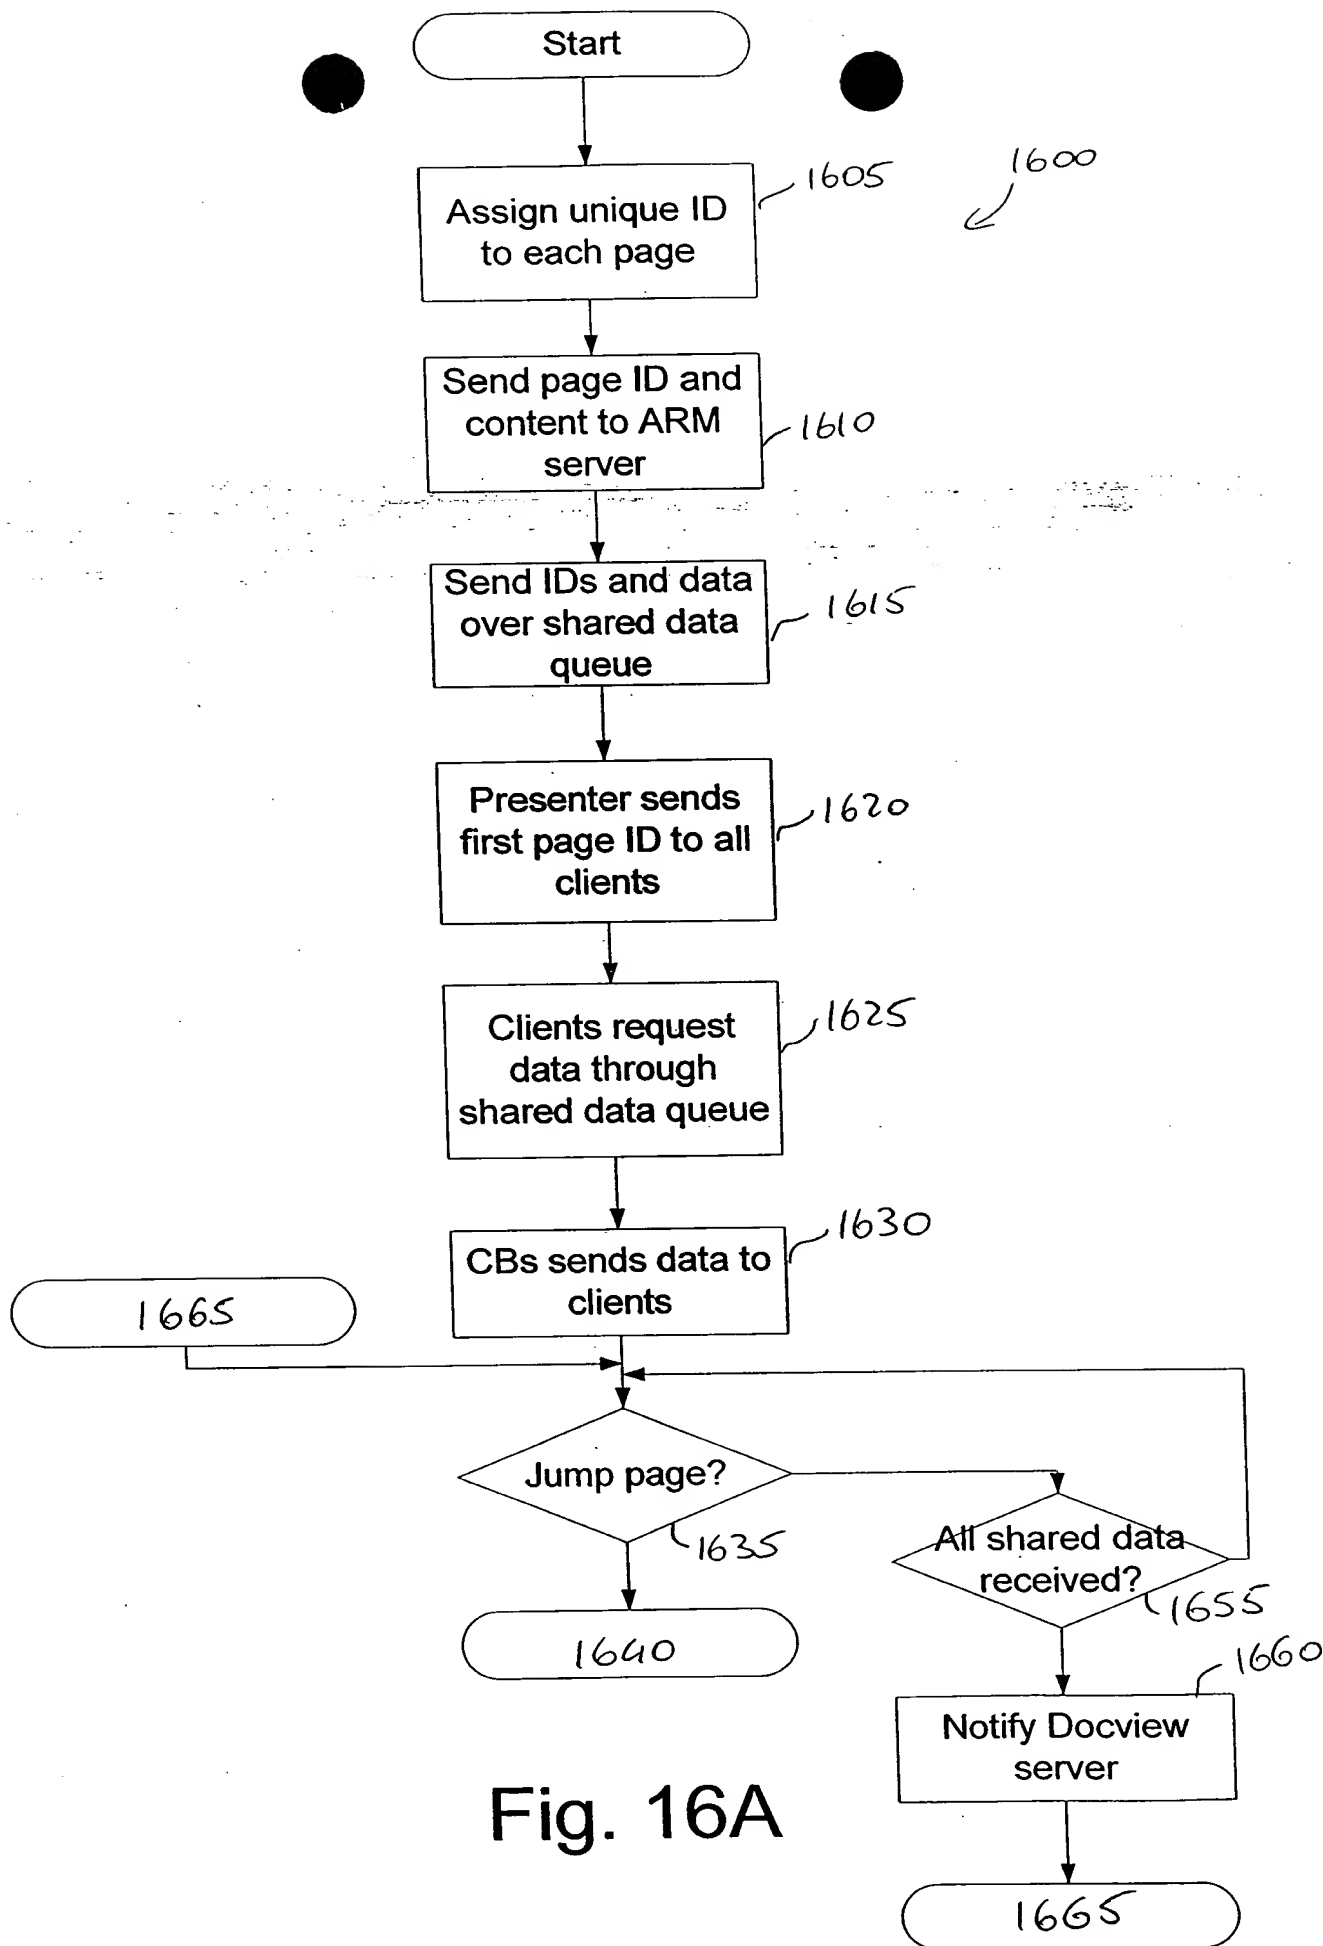 Start
1605
1600
Assign unique ID
to each page
Send page ID and
content to ARM
server
1610
Send IDs and data
over shared data
queue
1615
Presenter sends
first page ID to all
clients
1620
Clients request
data through
shared data queue
1625
CBs sends data to
clients
1630
1665
Jump page?
1635
All shared data
received?
1655
1640
1660
Notify Docview
server
Fig. 16A
1665